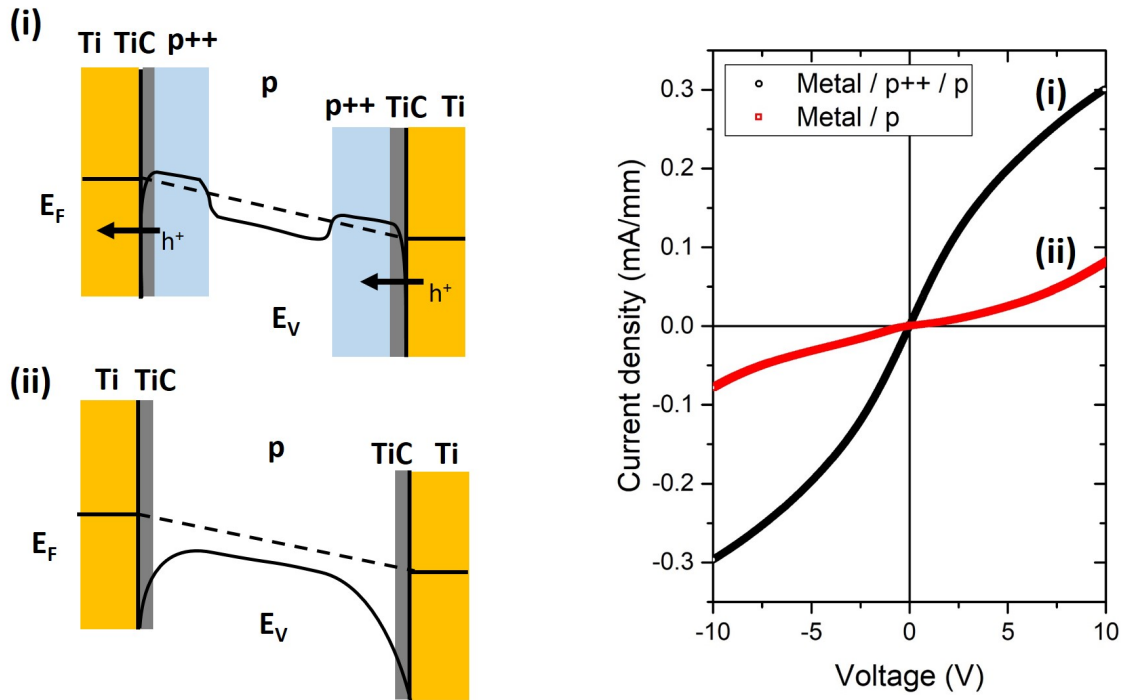 (i)
Ti TiC p++
p
p++ TiC Ti
E_F
h+
h+
E_V
(ii)
Ti TiC
p
TiC Ti
E_F
E_V
Metal / p++ / p
Metal / p
(i)
(ii)
Current density (mA/mm)
0.3
0.2
0.1
0.0
-0.1
-0.2
-0.3
-10 -5 0 5 10
Voltage (V)